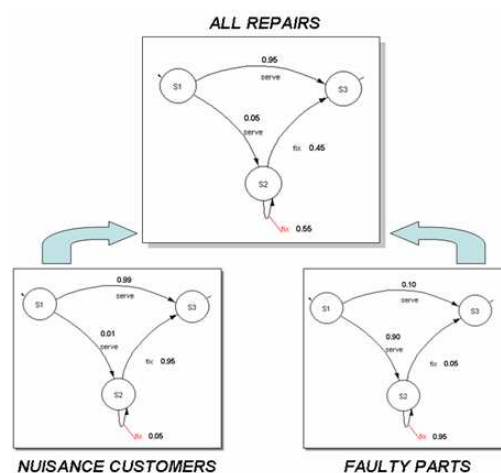 ALL REPAIRS
0.95
serve
S1
S3
0.05
serve
fix 0.45
S2
fix 0.55
0.99
serve
S1
S3
0.01
serve
fix 0.95
S2
fix 0.05
NUISANCE CUSTOMERS
0.10
serve
S1
S3
0.90
serve
fix 0.05
S2
fix 0.95
FAULTY PARTS